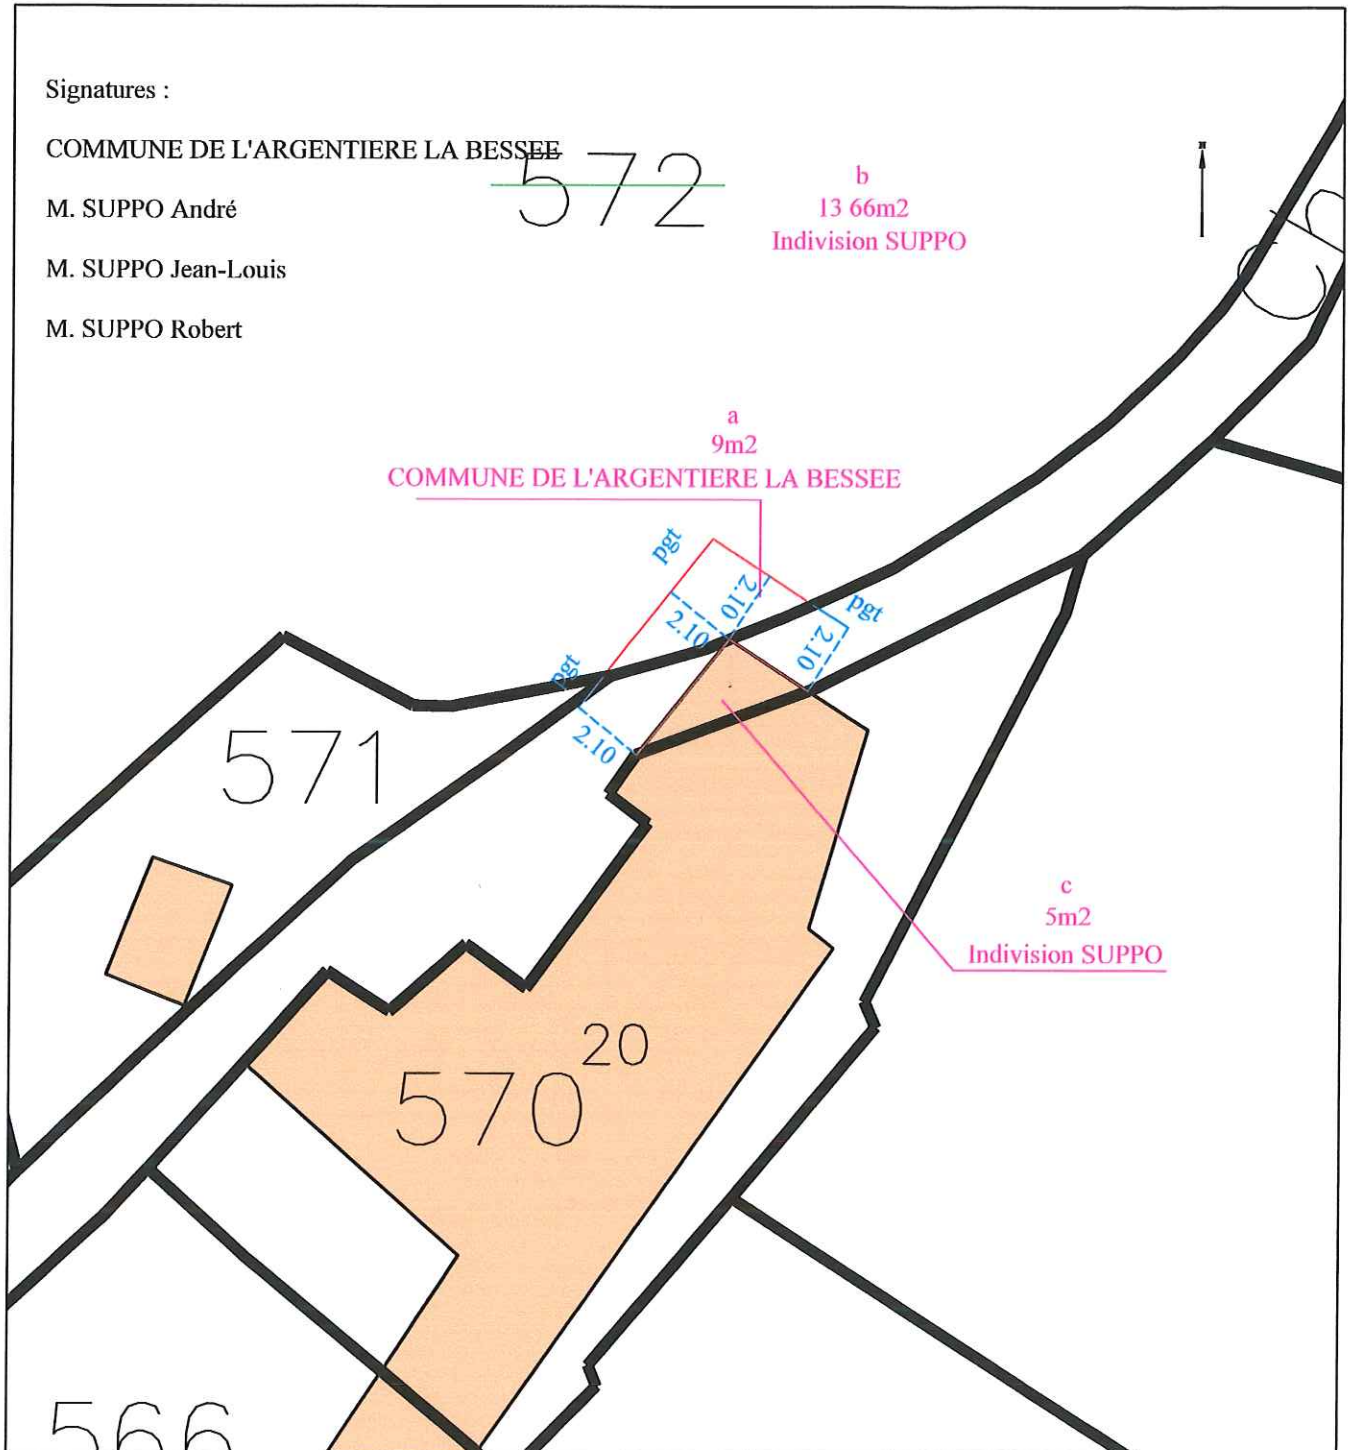 Signatures :
COMMUNE DE L'ARGENTIERE LA BESSEE
M. SUPPO André
M. SUPPO Jean-Louis
M. SUPPO Robert
572
b
13 66m2
Indivision SUPPO
a
9m2
COMMUNE DE L'ARGENTIERE LA BESSEE
pgt
2.10
2.10
pgt
2.10
pgt
2.10
571
c
5m2
Indivision SUPPO
20
570
566